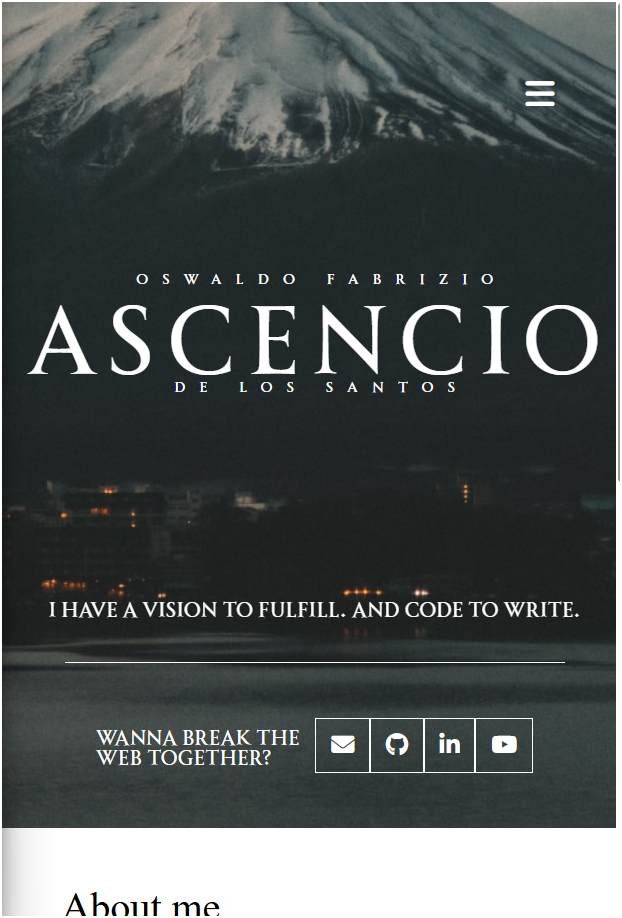 OSWALDO FABRIZIO
ASCENCIO
DE LOS SANTOS
I HAVE A VISION TO FULFILL. AND CODE TO WRITE.
WANNA BREAK THE
WEB TOGETHER?
in
About me